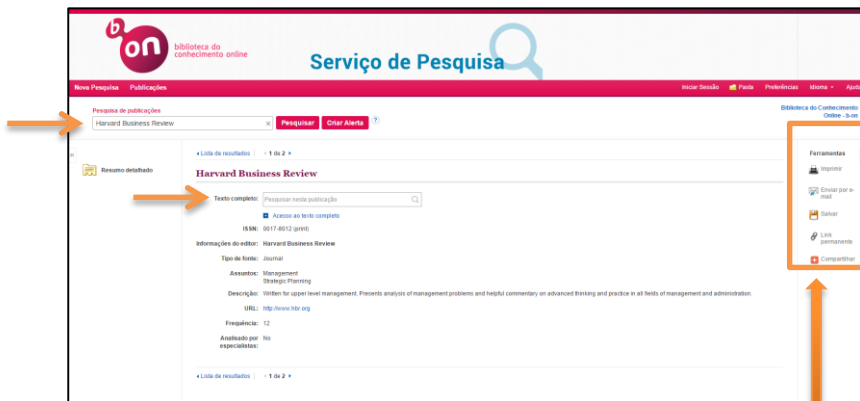 b
on
biblioteca do
conhecimento online
Serviço de Pesquisa
Nova Pesquisa Publicações
Iniciar Sessão Pasta Preferências Idioma Ajuda
Pesquisa de publicações
Harvard Business Review × Pesquisar Criar Alerta ?
Biblioteca do Conhecimento
Online - b-on
Resumo detalhado
Lista de resultados 1 de 2
Harvard Business Review
Texto completo: Pesquisar nesta publicação
Acesso ao texto completo
ISSN: 0017-8012 (print)
Informações do editor: Harvard Business Review
Tipo de fonte: Journal
Assuntos: Management
Strategic Planning
Descrição: Written for upper level management. Presents analysis of management problems and helpful commentary on advanced thinking and practice in all fields of management and administration.
URL: http://www.hbr.org
Frequência: 12
Analisado por No
especialistas:
Lista de resultados 1 de 2
Ferramentas
Imprimir
Enviar por e-
mail
Salvar
Link
permanente
Compartilhar